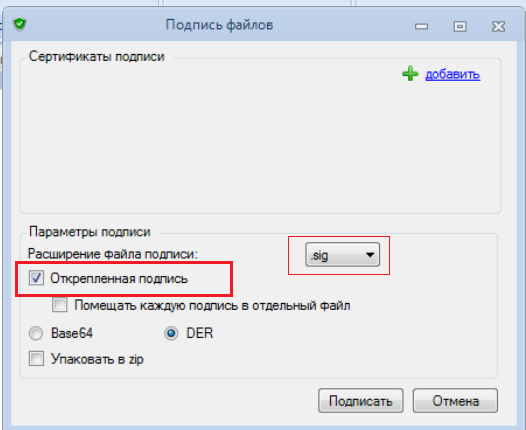 Подпись файлов
Сертификаты подписи
добавить
Параметры подписи
Расширение файла подписи: .sig
Открепленная подпись
Помещать каждую подпись в отдельный файл
Base64 DER
Упаковать в zip
Подписать Отмена